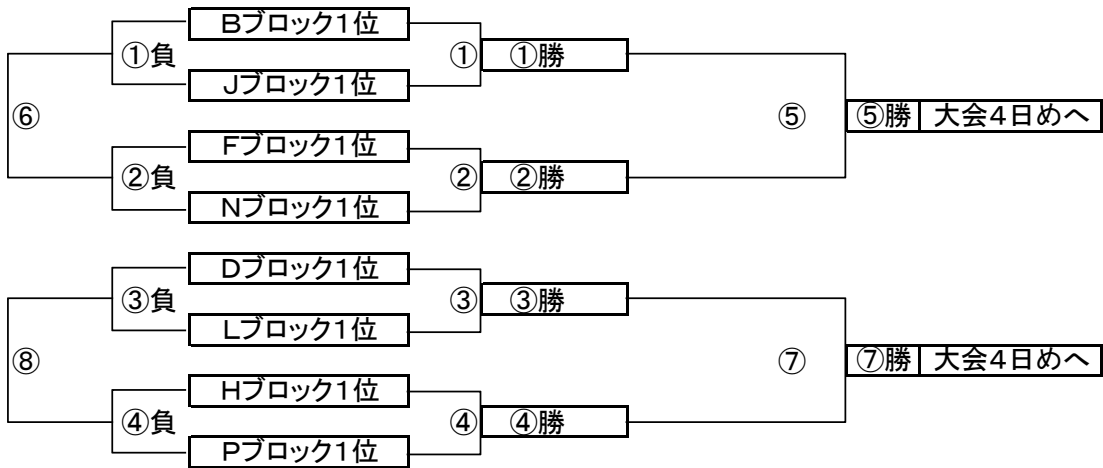 Bブロック1位
①負 ① ①勝
Jブロック1位
⑥ ⑤ ⑤勝 大会4日めへ
Fブロック1位
②負 ② ②勝
Nブロック1位
Dブロック1位
③負 ③ ③勝
Lブロック1位
⑧ ⑦ ⑦勝 大会4日めへ
Hブロック1位
④負 ④ ④勝
Pブロック1位